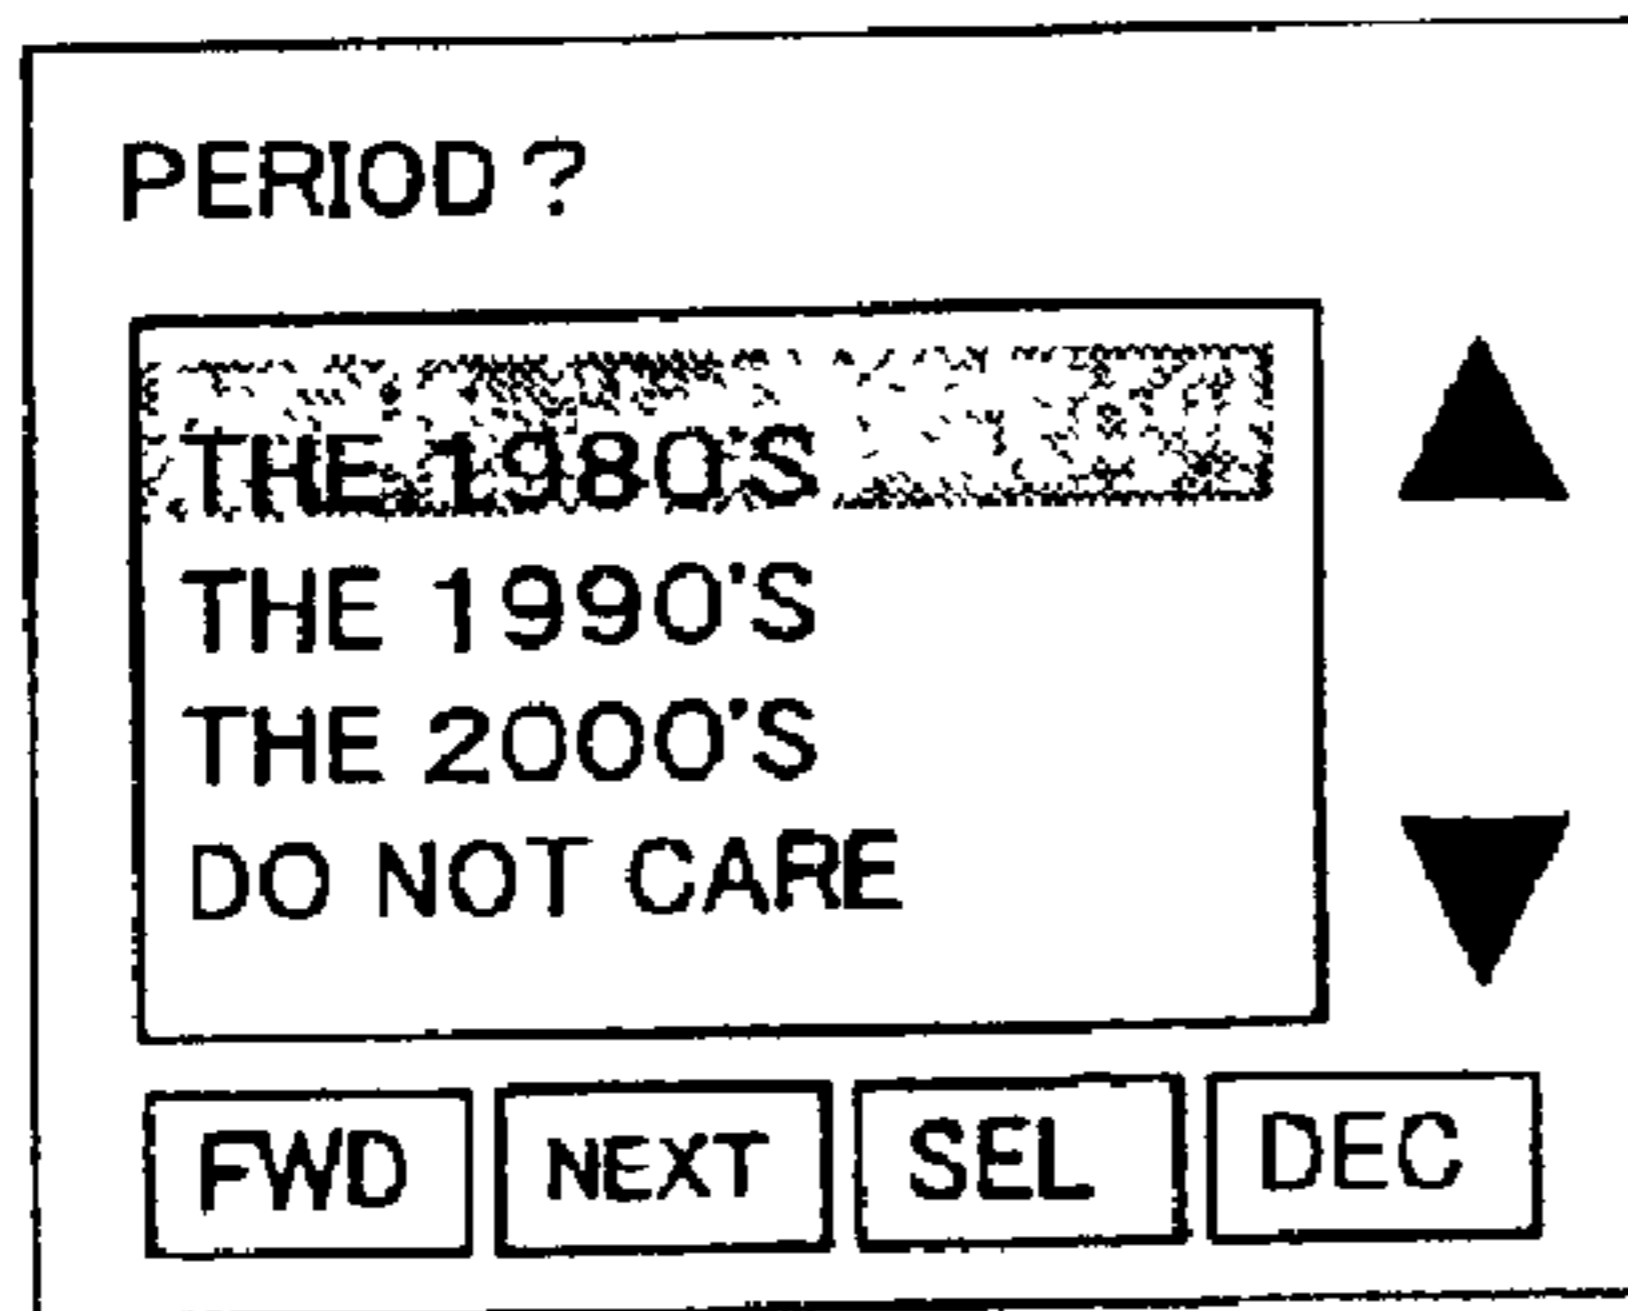 PERIOD ?
THE 1980'S
THE 1990'S
THE 2000'S
DO NOT CARE
FWD NEXT SEL DEC